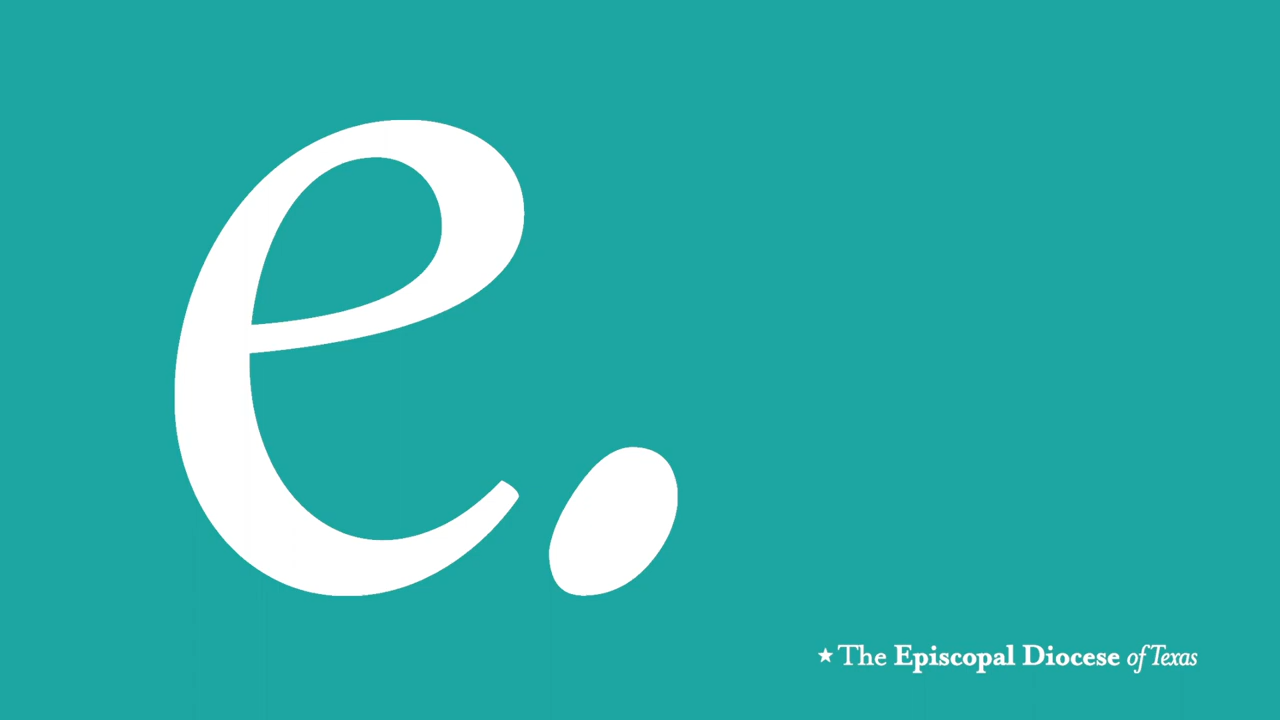 e.
★The Episcopal Diocese of Texas